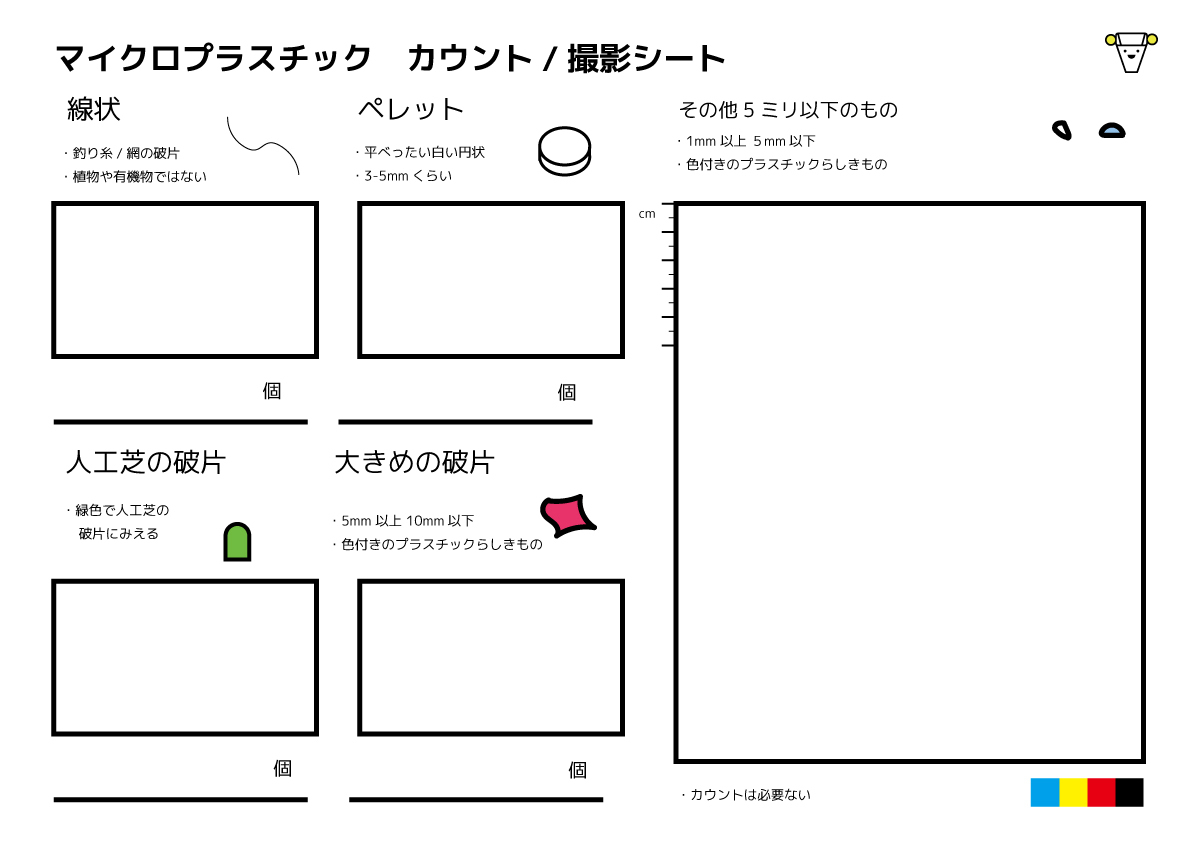 マイクロプラスチック　カウント / 撮影シート
線状
・釣り糸 / 網の破片
・植物や有機物ではない
個
ペレット
・平べったい白い円状
・3-5mm くらい
個
人工芝の破片
・緑色で人工芝の
破片にみえる
個
大きめの破片
・5mm 以上 10mm 以下
・色付きのプラスチックらしきもの
個
その他 5 ミリ以下のもの
・1mm 以上 5mm 以下
・色付きのプラスチックらしきもの
cm
・カウントは必要ない